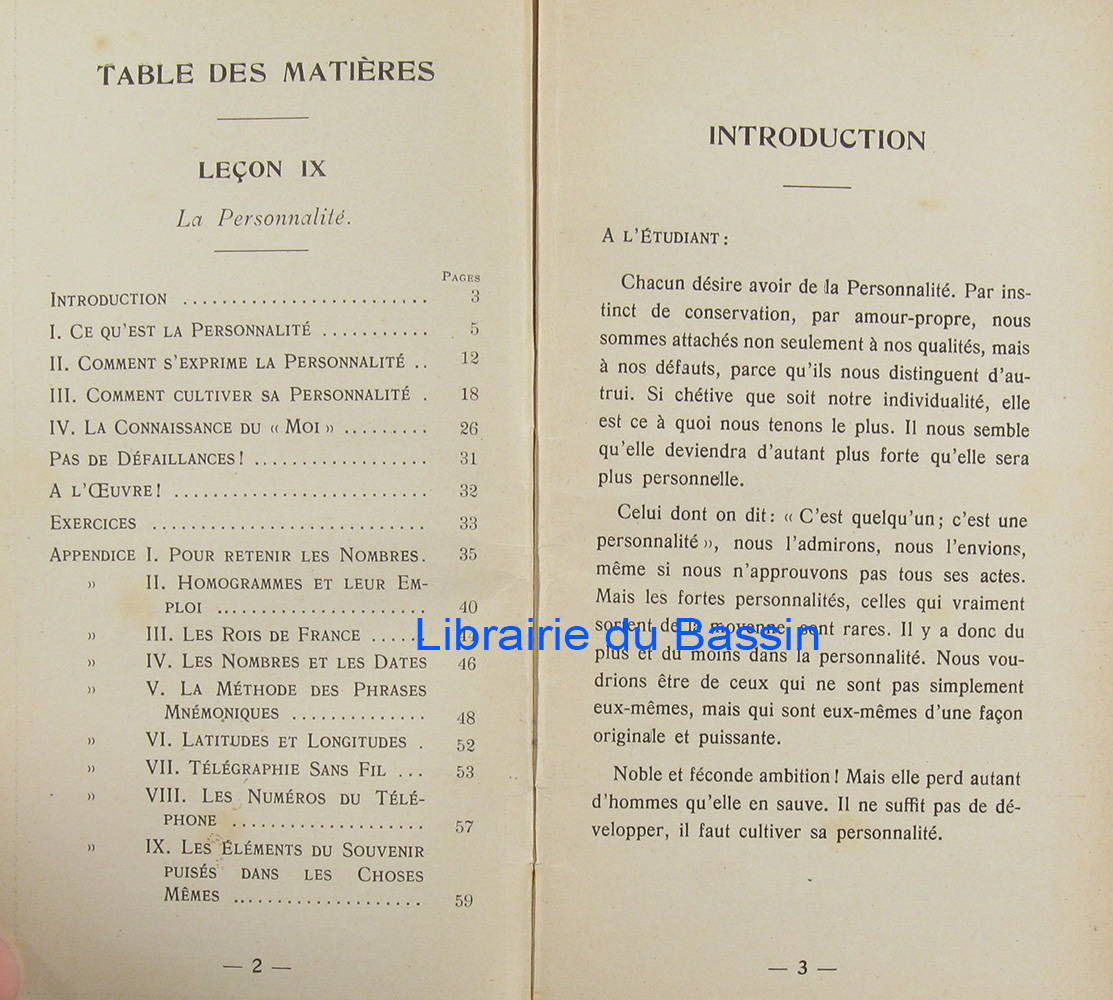 TABLE DES MATIÈRES
LEÇON IX
La Personnalité.
PAGES
INTRODUCTION ......................... 3
I. CE QU'EST LA PERSONNALITÉ ........... 5
II. COMMENT S'EXPRIME LA PERSONNALITÉ .. 12
III. COMMENT CULTIVER SA PERSONNALITÉ . 18
IV. LA CONNAISSANCE DU « MOI » ......... 26
PAS DE DÉFAILLANCES! .................. 31
A L'ŒUVRE! .......................... 32
EXERCICES ............................ 33
APPENDICE I. POUR RETENIR LES NOMBRES. 35
» II. HOMOGRAMMES ET LEUR EM-
PLOI ...................... 40
» III. LES ROIS DE FRANCE ...... 44
» IV. LES NOMBRES ET LES DATES 46
» V. LA MÉTHODE DES PHRASES
MNÉMONIQUES .............. 48
» VI. LATITUDES ET LONGITUDES . 52
» VII. TÉLÉGRAPHIE SANS FIL ... 53
» VIII. LES NUMÉROS DU TÉLÉ-
PHONE .................... 57
» IX. LES ÉLÉMENTS DU SOUVENIR
PUISÉS DANS LES CHOSES
MÊMES .................... 59
— 2 —
INTRODUCTION
A L'ÉTUDIANT:
Chacun désire avoir de la Personnalité. Par ins-
tinct de conservation, par amour-propre, nous
sommes attachés non seulement à nos qualités, mais
à nos défauts, parce qu'ils nous distinguent d'au-
trui. Si chétive que soit notre individualité, elle
est ce à quoi nous tenons le plus. Il nous semble
qu'elle deviendra d'autant plus forte qu'elle sera
plus personnelle.
Celui dont on dit: « C'est quelqu'un; c'est une
personnalité », nous l'admirons, nous l'envions,
même si nous n'approuvons pas tous ses actes.
Mais les fortes personnalités, celles qui vraiment
sortent de la moyenne, sont rares. Il y a donc du
plus et du moins dans la personnalité. Nous vou-
drions être de ceux qui ne sont pas simplement
eux-mêmes, mais qui sont eux-mêmes d'une façon
originale et puissante.
Noble et féconde ambition! Mais elle perd autant
d'hommes qu'elle en sauve. Il ne suffit pas de dé-
velopper, il faut cultiver sa personnalité.
— 3 —
Librairie du Bassin